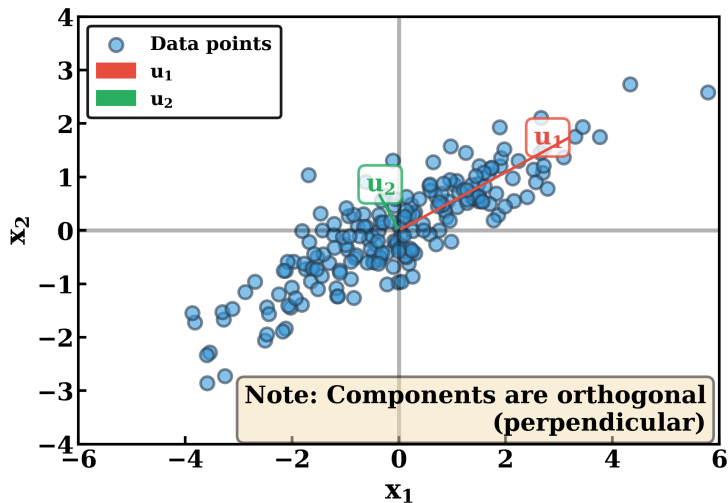 4
3
2
1
0
−1
−2
−3
−4
x₂
Data points
u₁
u₂
u₁
u₂
Note: Components are orthogonal
(perpendicular)
−6
−4
−2
0
2
4
6
x₁